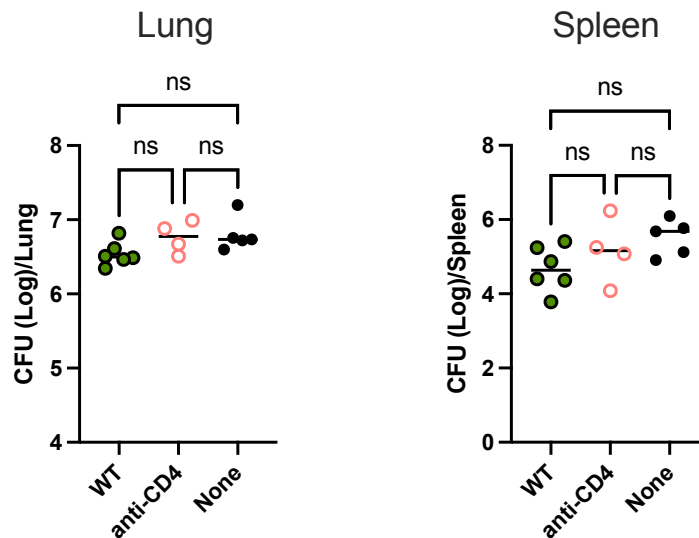 Lung
ns
ns
ns
8
7
6
5
4
CFU (Log)/Lung
WT
anti-CD4
None
Spleen
ns
ns
ns
8
6
4
2
0
CFU (Log)/Spleen
WT
anti-CD4
None